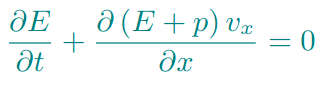 ∂E/∂t + ∂(E + p)v_x/∂x = 0